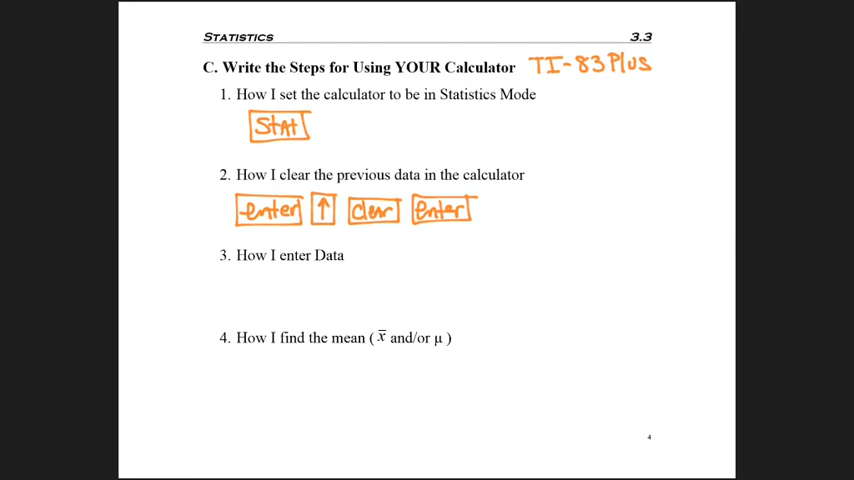 STATISTICS 3.3
C. Write the Steps for Using YOUR Calculator TI-83 Plus
1. How I set the calculator to be in Statistics Mode
Stat
2. How I clear the previous data in the calculator
enter ↑ clear enter
3. How I enter Data
4. How I find the mean ( x̄ and/or μ )
4